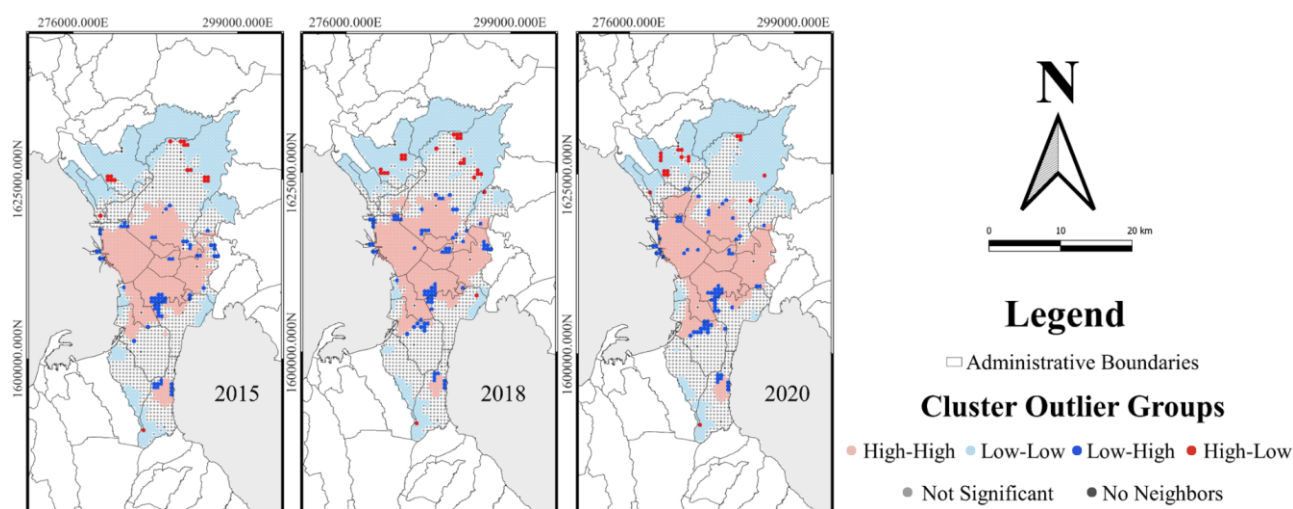 276000.000E 299000.000E
276000.000E 299000.000E
276000.000E 299000.000E
1625000.000N
1600000.000N
2015
1625000.000N
1600000.000N
2018
1625000.000N
1600000.000N
2020
N
0 10 20 km
Legend
Administrative Boundaries
Cluster Outlier Groups
High-High Low-Low Low-High High-Low
Not Significant No Neighbors